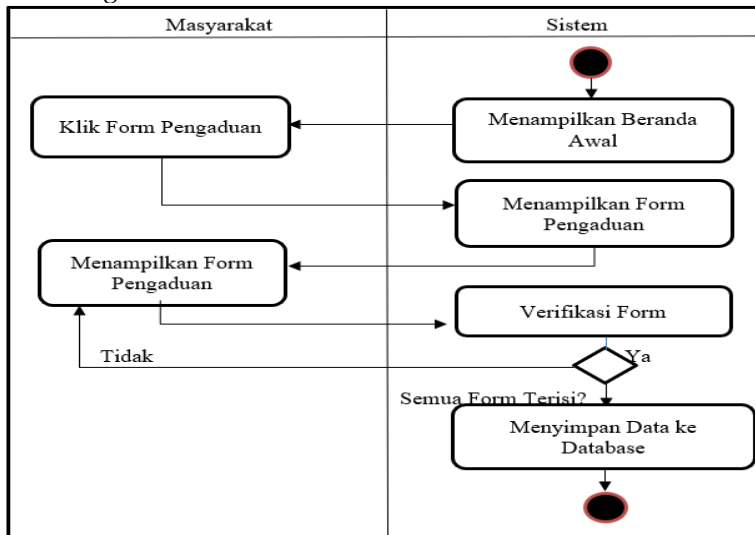 Masyarakat
Sistem
Menampilkan Beranda
Awal
Klik Form Pengaduan
Menampilkan Form
Pengaduan
Menampilkan Form
Pengaduan
Verifikasi Form
Tidak
Ya
Semua Form Terisi?
Menyimpan Data ke
Database